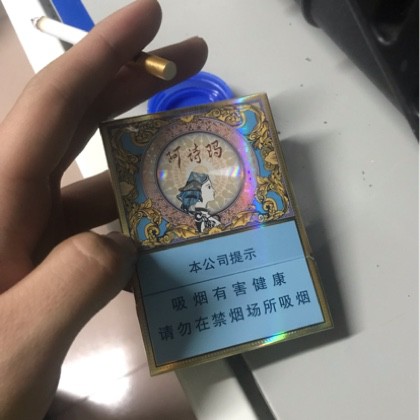 阿诗玛
本公司提示
吸烟有害健康
请勿在禁烟场所吸烟